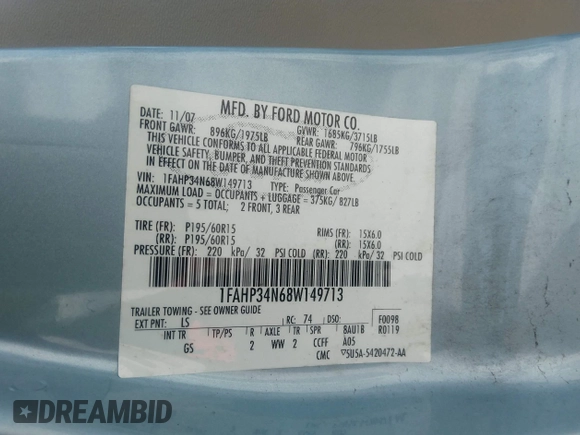 MFD. BY FORD MOTOR CO.
DATE: 11/07 GVWR: 1685KG/3715LB
FRONT GAWR: 896KG/1975LB REAR GAWR: 796KG/1755LB
THIS VEHICLE CONFORMS TO ALL APPLICABLE FEDERAL MOTOR
VEHICLE SAFETY, BUMPER, AND THEFT PREVENTION STANDARDS
IN EFFECT ON THE DATE OF MANUFACTURE SHOWN ABOVE.
VIN: 1FAHP34N68W149713 TYPE: Passenger Car
MAXIMUM LOAD = OCCUPANTS + LUGGAGE = 375KG/827LB
OCCUPANTS = 5 TOTAL; 2 FRONT, 3 REAR
TIRE (FR): P195/60R15 RIMS (FR): 15X6.0
(RR): P195/60R15 (RR): 15X6.0
PRESSURE (FR): 220 kPa/ 32 PSI COLD (RR): 220 kPa/ 32 PSI COLD
1FAHP34N68W149713
TRAILER TOWING - SEE OWNER GUIDE F0098
EXT PNT: LS RC: 74 DSO: R0119
INT TR TP/PS R AXLE TR SPR 8AU18
GS 2 WW 2 CCFF A05
CMC 5U5A-5420472-AA
DREAMBID